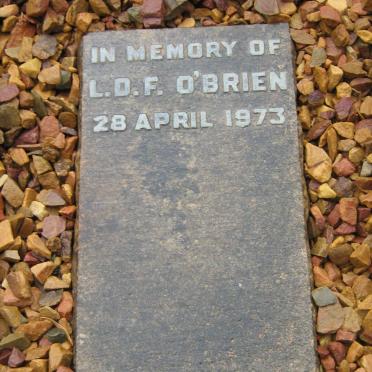 IN MEMORY OF
L.D.F. O'BRIEN
28 APRIL 1973